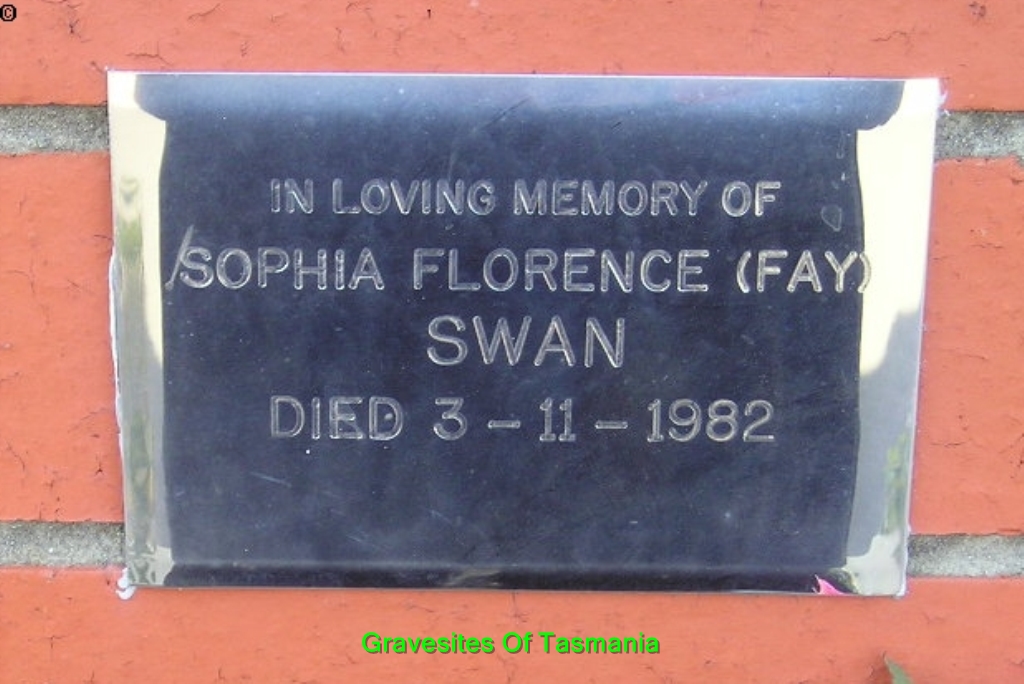 ©
IN LOVING MEMORY OF
SOPHIA FLORENCE (FAY)
SWAN
DIED 3 - 11 - 1982
Gravesites Of Tasmania